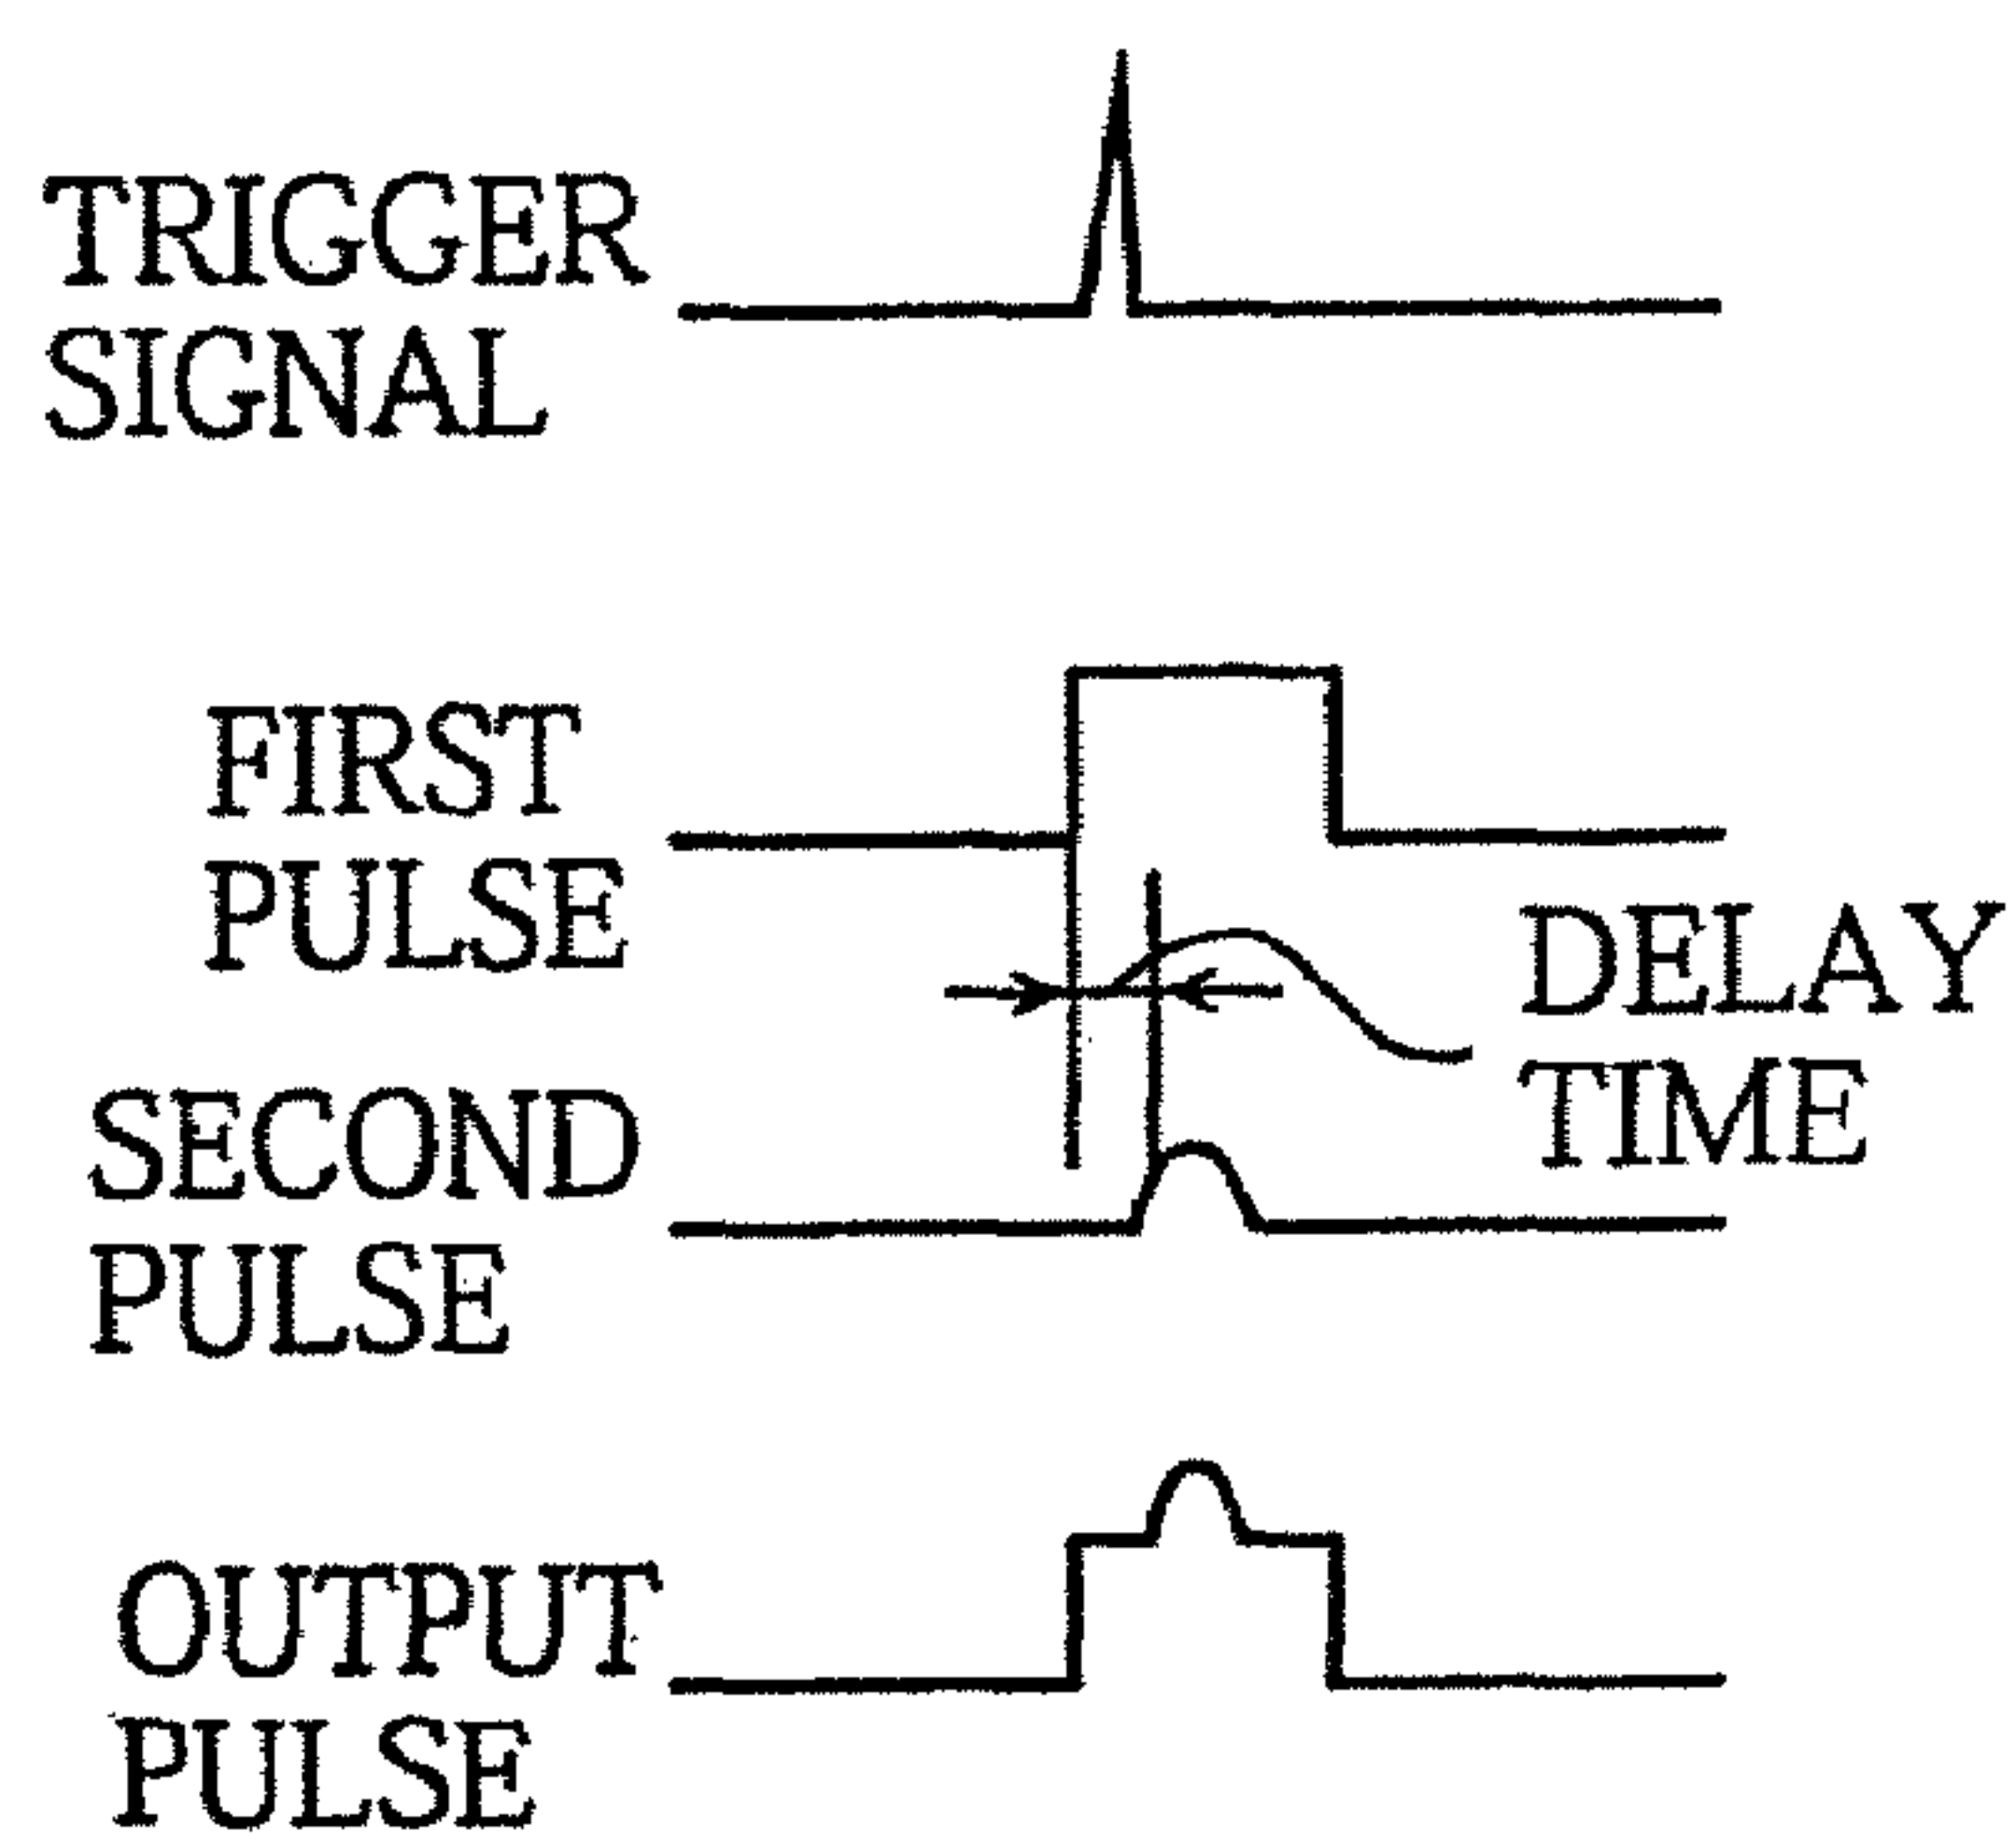 TRIGGER
SIGNAL
FIRST
PULSE
DELAY
TIME
SECOND
PULSE
OUTPUT
PULSE